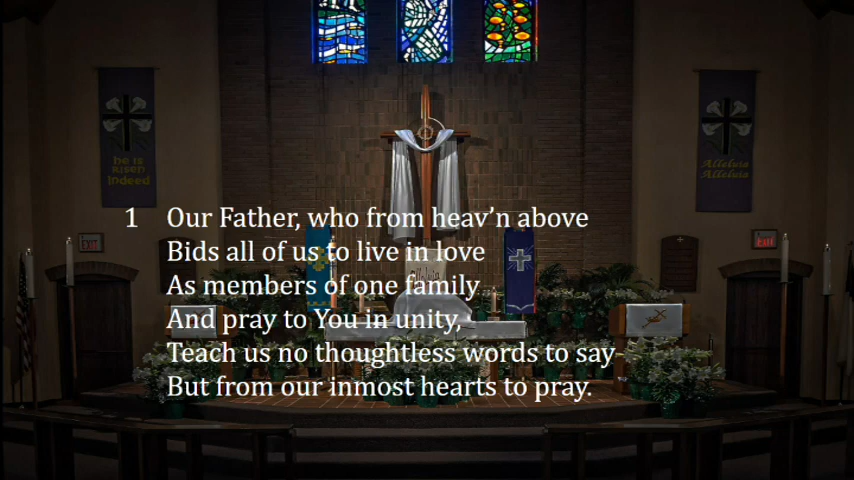 he is
risen
indeed
Alleluia
Alleluia
EXIT
EXIT
Alleluia
1 Our Father, who from heav’n above
Bids all of us to live in love
As members of one family
And pray to You in unity,
Teach us no thoughtless words to say
But from our inmost hearts to pray.